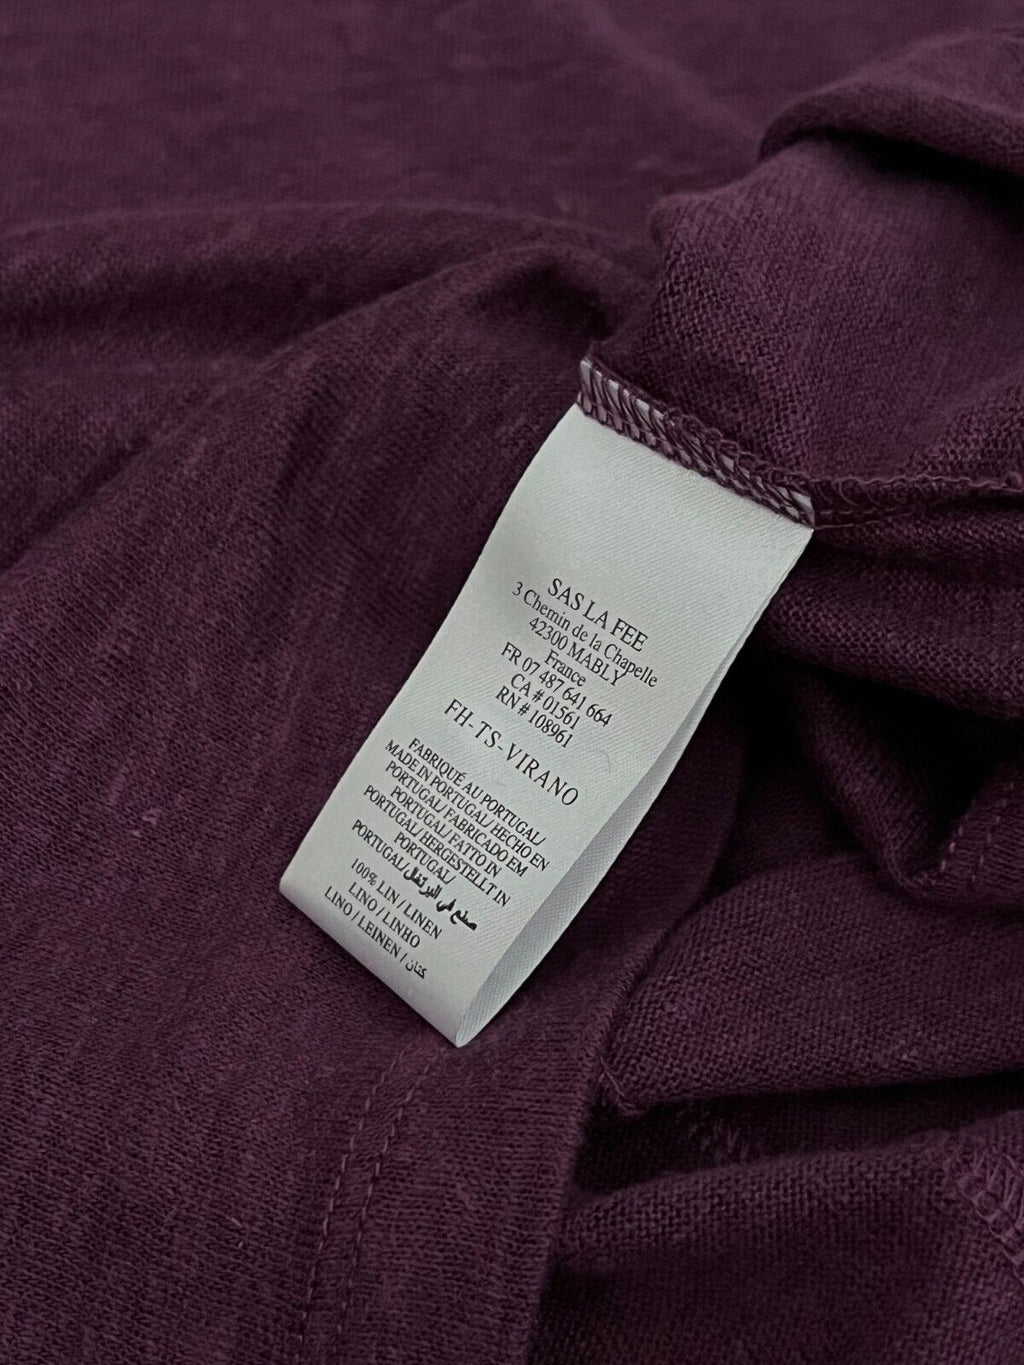 SAS LA FEE
3 Chemin de la Chapelle
42300 MABLY
France
FR 07 487 641 664
CA # 01561
RN # 108961
FH-TS-VIRANO
FABRIQUÉ AU PORTUGAL/
MADE IN PORTUGAL/ HECHO EN
PORTUGAL/ FABRICADO EM
PORTUGAL/ FATTO IN
PORTUGAL/ HERGESTELLT IN
PORTUGAL/
PORTUGAL/ صنع في البرتغال
100% LIN / LINEN
LINO / LINHO
LINO / LEINEN / كتان